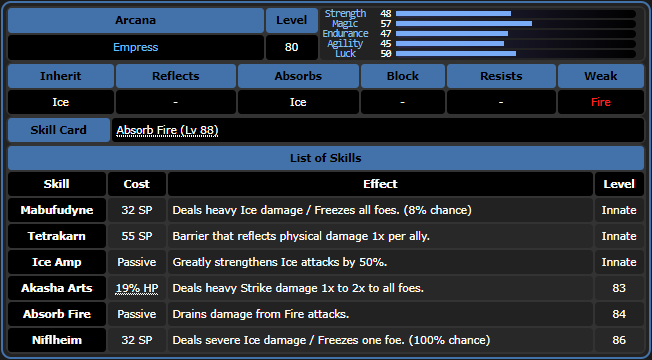 Arcana Level
Empress 80
Strength 48
Magic 57
Endurance 47
Agility 45
Luck 50
Inherit Reflects Absorbs Block Resists Weak
Ice - Ice - - Fire
Skill Card Absorb Fire (Lv 88)
List of Skills
Skill Cost Effect Level
Mabufudyne 32 SP Deals heavy Ice damage / Freezes all foes. (8% chance) Innate
Tetrakarn 55 SP Barrier that reflects physical damage 1x per ally. Innate
Ice Amp Passive Greatly strengthens Ice attacks by 50%. Innate
Akasha Arts 19% HP Deals heavy Strike damage 1x to 2x to all foes. 83
Absorb Fire Passive Drains damage from Fire attacks. 84
Niflheim 32 SP Deals severe Ice damage / Freezes one foe. (100% chance) 86